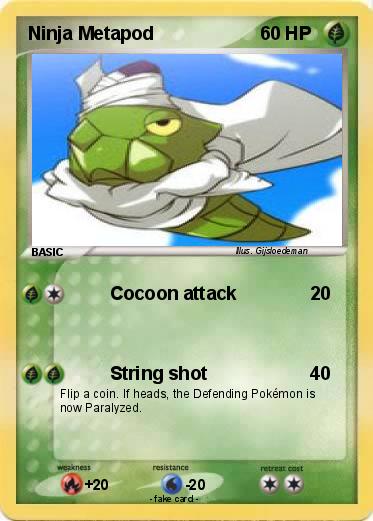 Ninja Metapod 60 HP
BASIC
Illus. Gijsloedeman
Cocoon attack 20
String shot 40
Flip a coin. If heads, the Defending Pokémon is
now Paralyzed.
weakness resistance retreat cost
+20 -20
- fake card -